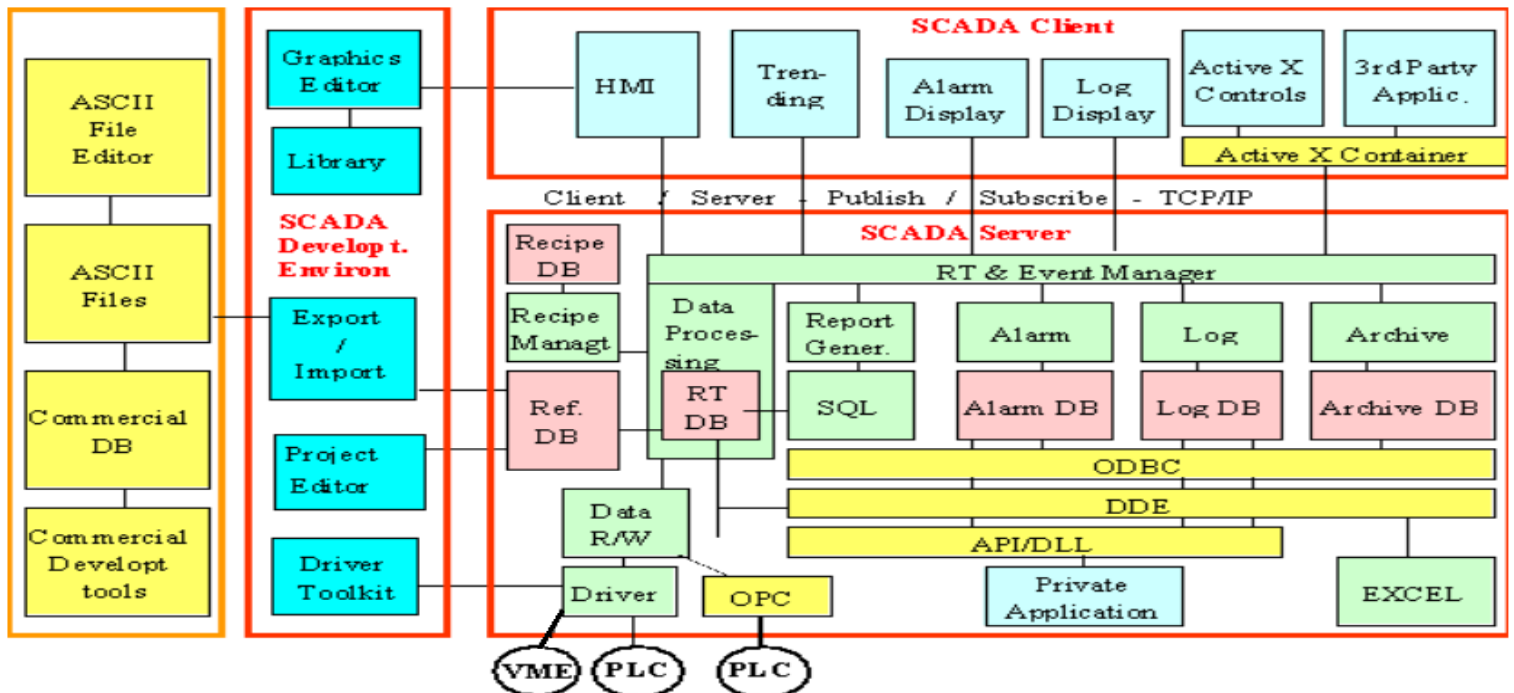 ASCII
File
Editor
ASCII
Files
Commercial
DB
Commercial
Developt
tools
Graphics
Editor
Library
SCADA
Developt.
Environ
Export
/
Import
Project
Editor
Driver
Toolkit
SCADA Client
HMI
Tren-
ding
Alarm
Display
Log
Display
Active X
Controls
3rd Party
Applic.
Active X Container
Client / Server - Publish / Subscribe - TCP/IP
SCADA Server
Recipe
DB
RT & Event Manager
Recipe
Managt
Data
Proces-
sing
Report
Gener.
Alarm
Log
Archive
Ref.
DB
RT
DB
SQL
Alarm DB
Log DB
Archive DB
ODBC
DDE
API/DLL
Data
R/W
Driver
OPC
Private
Application
EXCEL
VME
PLC
PLC